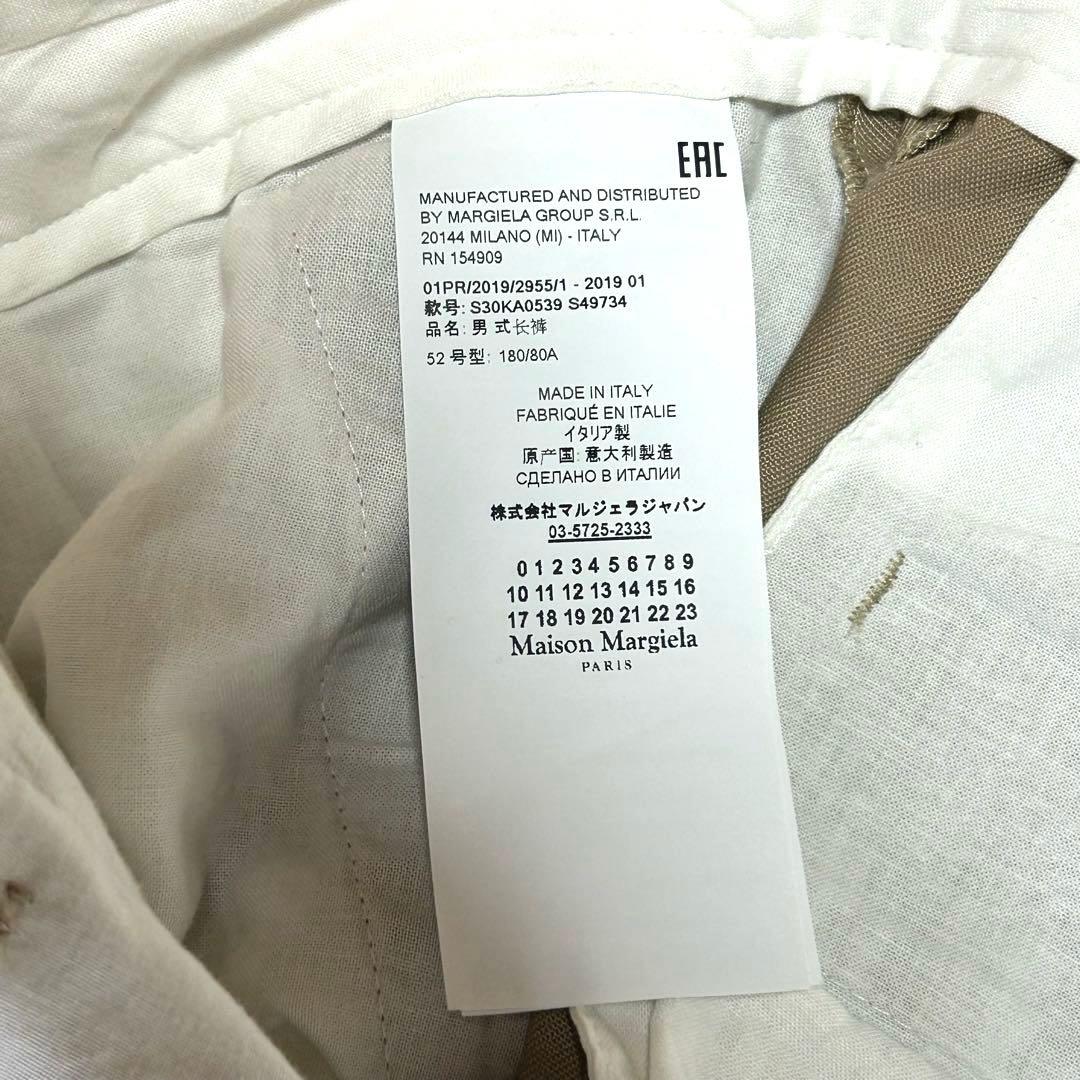 EAC
MANUFACTURED AND DISTRIBUTED
BY MARGIELA GROUP S.R.L.
20144 MILANO (MI) - ITALY
RN 154909
01PR/2019/2955/1 - 2019 01
款号: S30KA0539 S49734
品名: 男式长裤
52 号型: 180/80A
MADE IN ITALY
FABRIQUÉ EN ITALIE
イタリア製
原产国: 意大利製造
СДЕЛАНО В ИТАЛИИ
株式会社マルジェラジャパン
03-5725-2333
0 1 2 3 4 5 6 7 8 9
10 11 12 13 14 15 16
17 18 19 20 21 22 23
Maison Margiela
PARIS